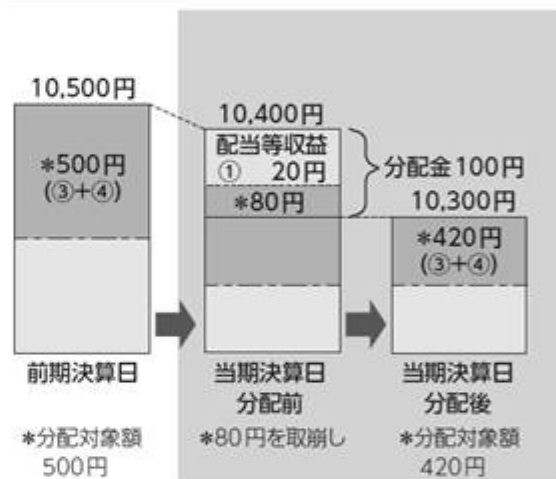 10,500円
*500円
(③+④)
前期決算日
*分配対象額
500円
10,400円
配当等収益
① 20円
*80円
分配金100円
当期決算日
分配前
*80円を取崩し
10,300円
*420円
(③+④)
当期決算日
分配後
*分配対象額
420円